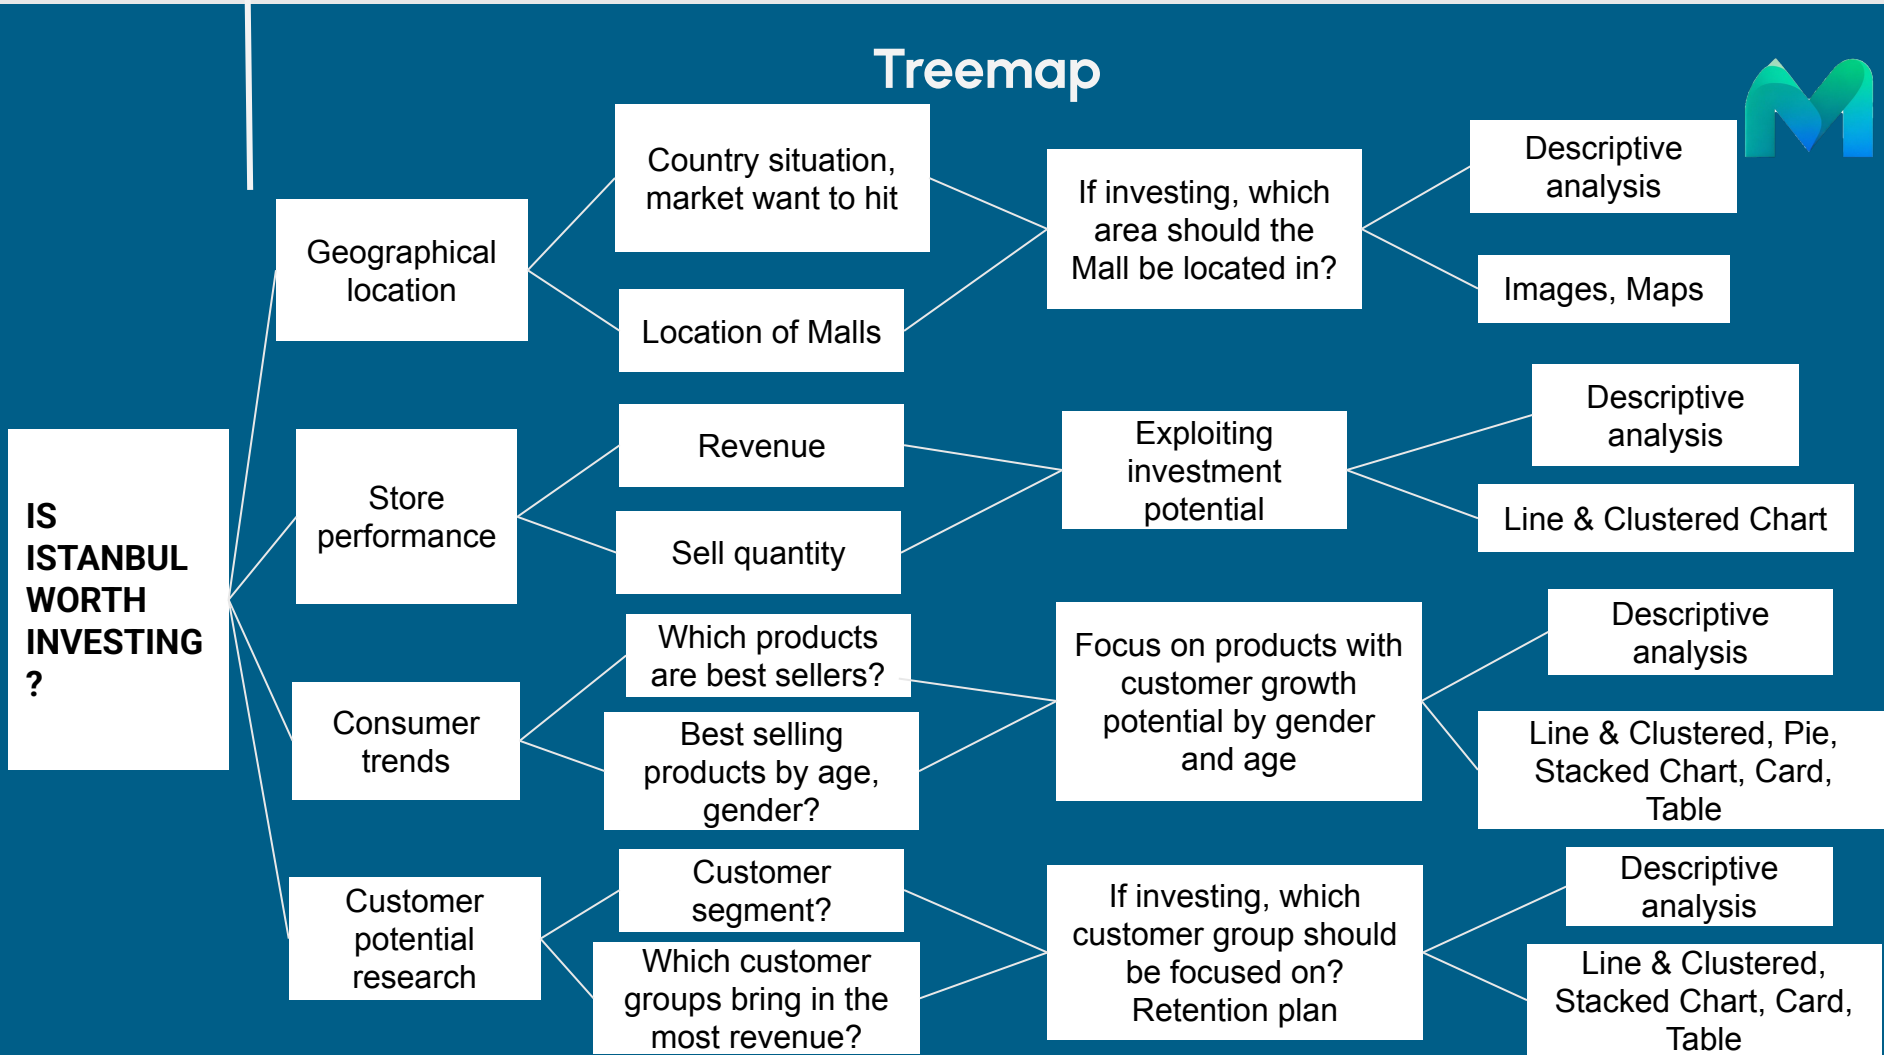 Treemap
IS
ISTANBUL
WORTH
INVESTING
?
Geographical
location
Country situation,
market want to hit
Location of Malls
If investing, which
area should the
Mall be located in?
Descriptive
analysis
Images, Maps
Store
performance
Revenue
Sell quantity
Exploiting
investment
potential
Descriptive
analysis
Line & Clustered Chart
Consumer
trends
Which products
are best sellers?
Best selling
products by age,
gender?
Focus on products with
customer growth
potential by gender
and age
Descriptive
analysis
Line & Clustered, Pie,
Stacked Chart, Card,
Table
Customer
potential
research
Customer
segment?
Which customer
groups bring in the
most revenue?
If investing, which
customer group should
be focused on?
Retention plan
Descriptive
analysis
Line & Clustered,
Stacked Chart, Card,
Table